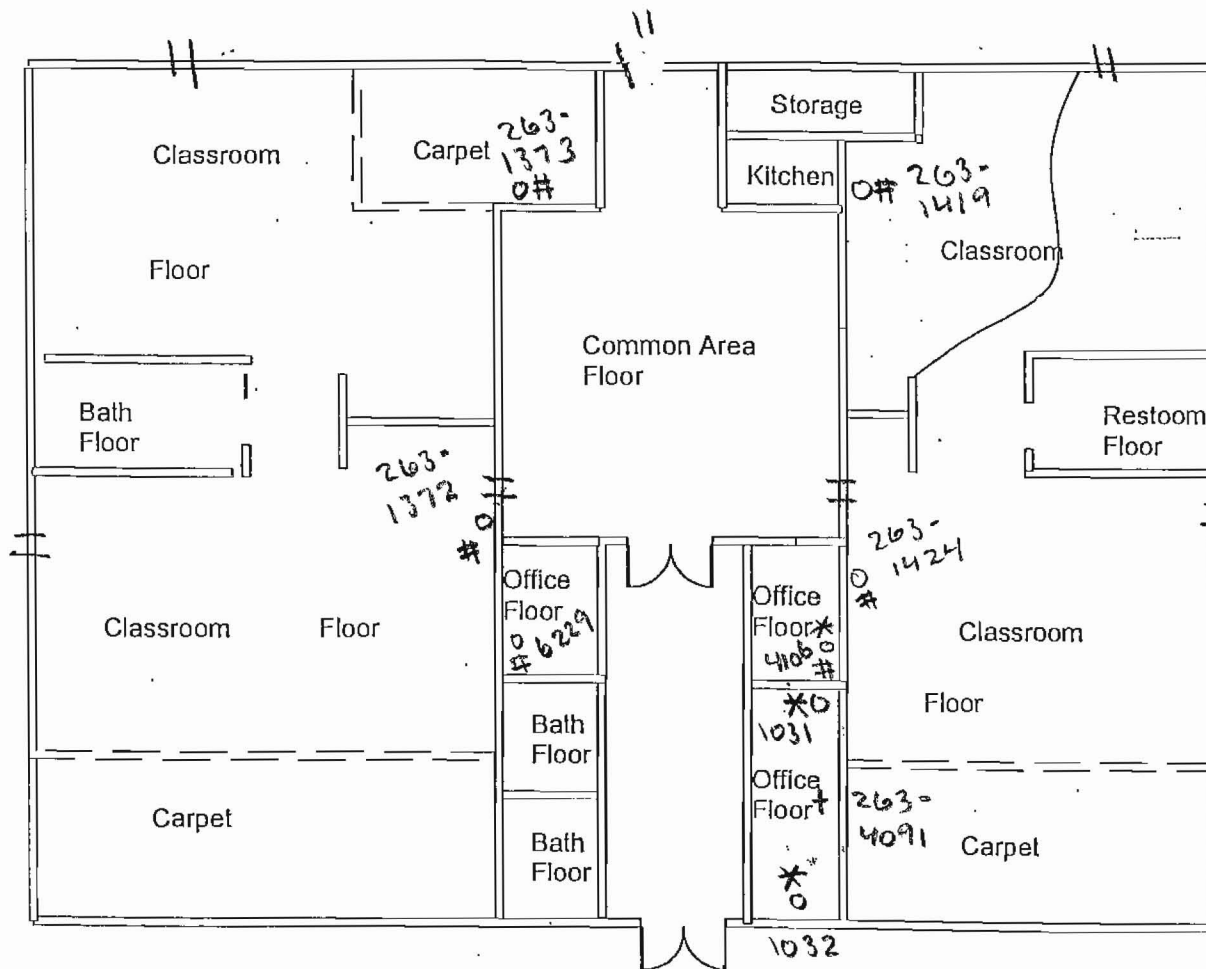 //
//
//
Storage
263-
1373
O#
Carpet
Classroom
Kitchen
O# 263-
1419
Classroom
Floor
Common Area
Floor
Bath
Floor
Restoom
Floor
263-
1372
O
#
263-
1424
O
#
Office
Floor
O
# 6229
Office
Floor*
4106 O
#
Classroom
Floor
Classroom
Floor
*O
1031
Bath
Floor
Office
Floor+
263-
4091
Carpet
Carpet
Bath
Floor
*
O
1032